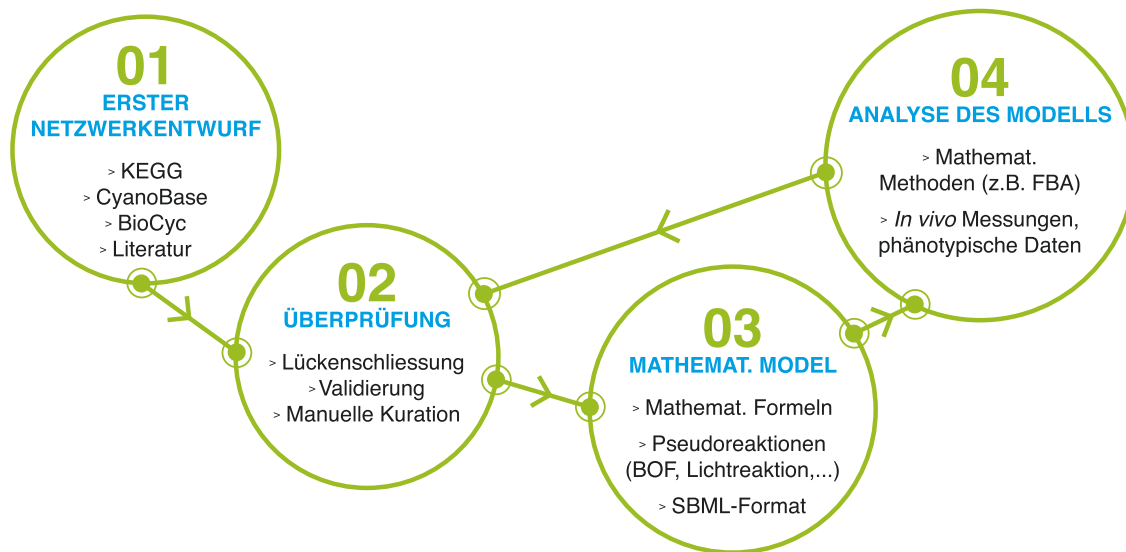 01
ERSTER
NETZWERKENTWURF
> KEGG
> CyanoBase
> BioCyc
> Literatur
02
ÜBERPRÜFUNG
> Lückenschliessung
> Validierung
> Manuelle Kuration
03
MATHEMAT. MODEL
> Mathemat. Formeln
> Pseudoreaktionen
(BOF, Lichtreaktion,...)
> SBML-Format
04
ANALYSE DES MODELLS
> Mathemat.
Methoden (z.B. FBA)
> In vivo Messungen,
phänotypische Daten